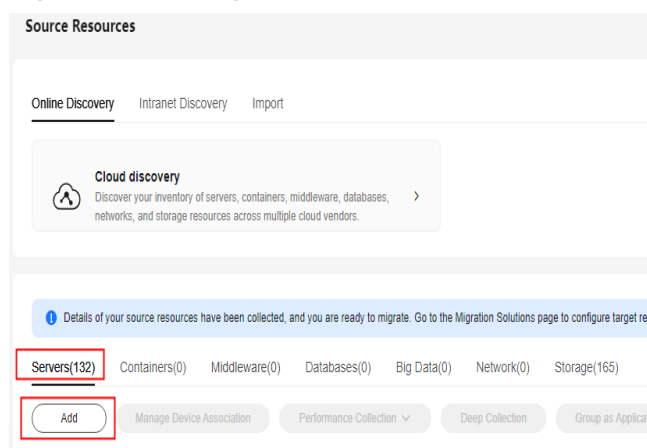 Source Resources
Online Discovery Intranet Discovery Import
Cloud discovery
Discover your inventory of servers, containers, middleware, databases,
networks, and storage resources across multiple cloud vendors.
Details of your source resources have been collected, and you are ready to migrate. Go to the Migration Solutions page to configure target re
Servers(132) Containers(0) Middleware(0) Databases(0) Big Data(0) Network(0) Storage(165)
Add Manage Device Association Performance Collection Deep Collection Group as Applica